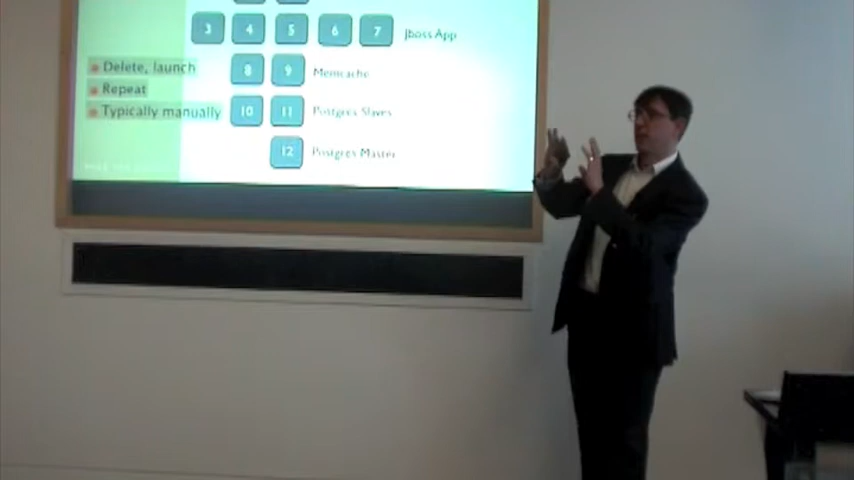 3 4 5 6 7 Jboss App
Delete, launch
8 9 Memcache
Repeat
Typically manually
10 11 Postgres Slaves
12 Postgres Master